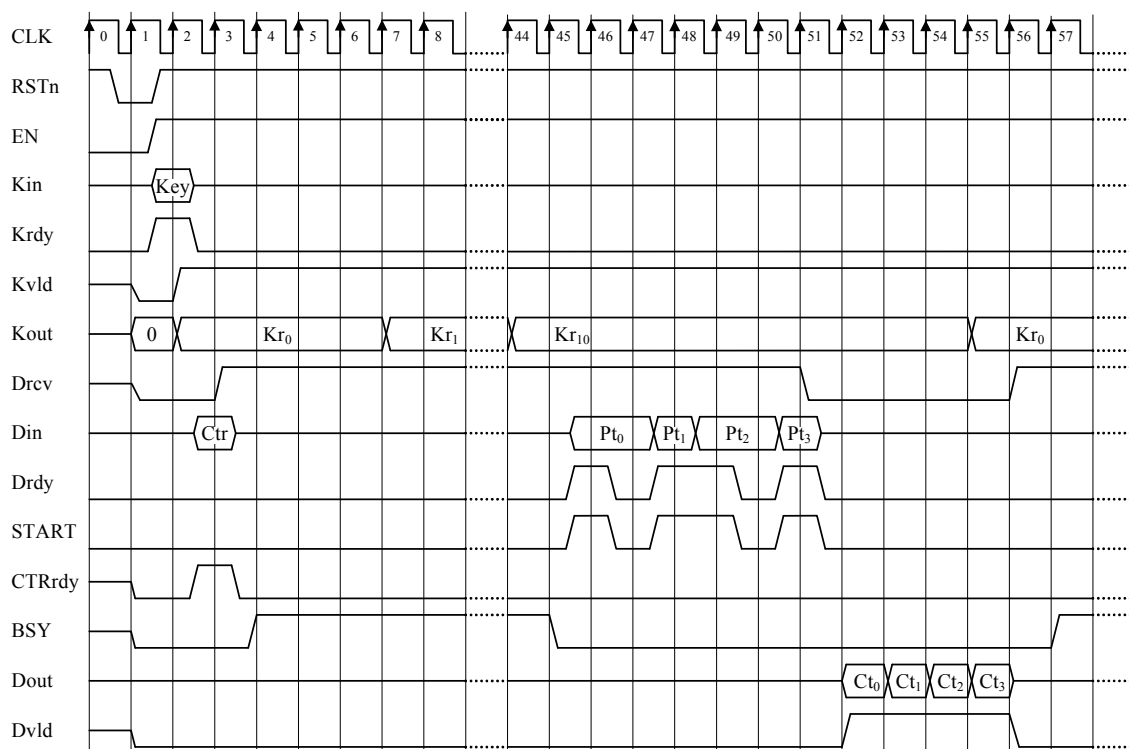 CLK 0 1 2 3 4 5 6 7 8 44 45 46 47 48 49 50 51 52 53 54 55 56 57
RSTn
EN
Kin Key
Krdy
Kvld
Kout 0 Kr₀ Kr₁ Kr₁₀ Kr₀
Drcv
Din Ctr Pt₀ Pt₁ Pt₂ Pt₃
Drdy
START
CTRrdy
BSY
Dout Ct₀ Ct₁ Ct₂ Ct₃
Dvld